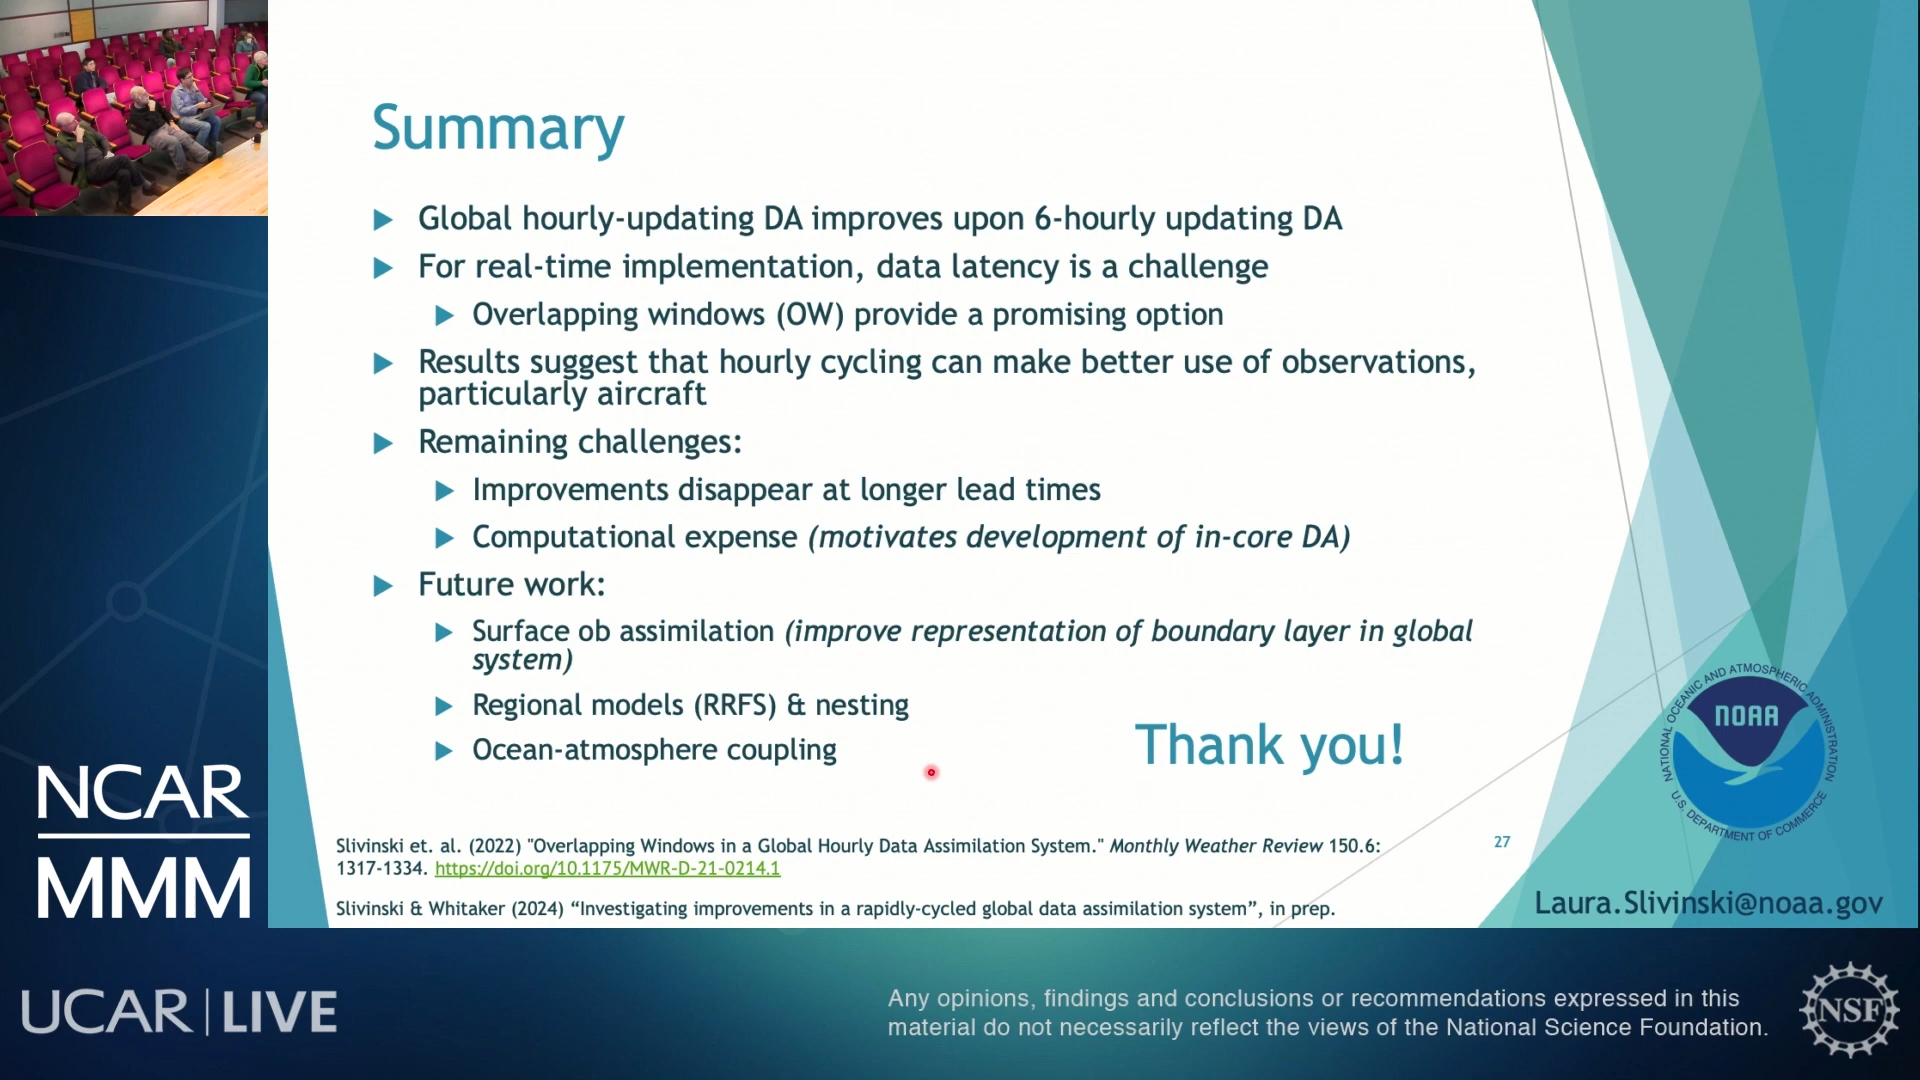 Summary
Global hourly-updating DA improves upon 6-hourly updating DA
For real-time implementation, data latency is a challenge
Overlapping windows (OW) provide a promising option
Results suggest that hourly cycling can make better use of observations,
particularly aircraft
Remaining challenges:
Improvements disappear at longer lead times
Computational expense (motivates development of in-core DA)
Future work:
Surface ob assimilation (improve representation of boundary layer in global
system)
Regional models (RRFS) & nesting
Ocean-atmosphere coupling
Thank you!
NATIONAL OCEANIC AND ATMOSPHERIC ADMINISTRATION
NOAA
U.S. DEPARTMENT OF COMMERCE
Slivinski et. al. (2022) "Overlapping Windows in a Global Hourly Data Assimilation System." Monthly Weather Review 150.6:
1317-1334. https://doi.org/10.1175/MWR-D-21-0214.1
27
Slivinski & Whitaker (2024) “Investigating improvements in a rapidly-cycled global data assimilation system”, in prep.
Laura.Slivinski@noaa.gov
NCAR
MMM
UCAR | LIVE
Any opinions, findings and conclusions or recommendations expressed in this
material do not necessarily reflect the views of the National Science Foundation.
NSF